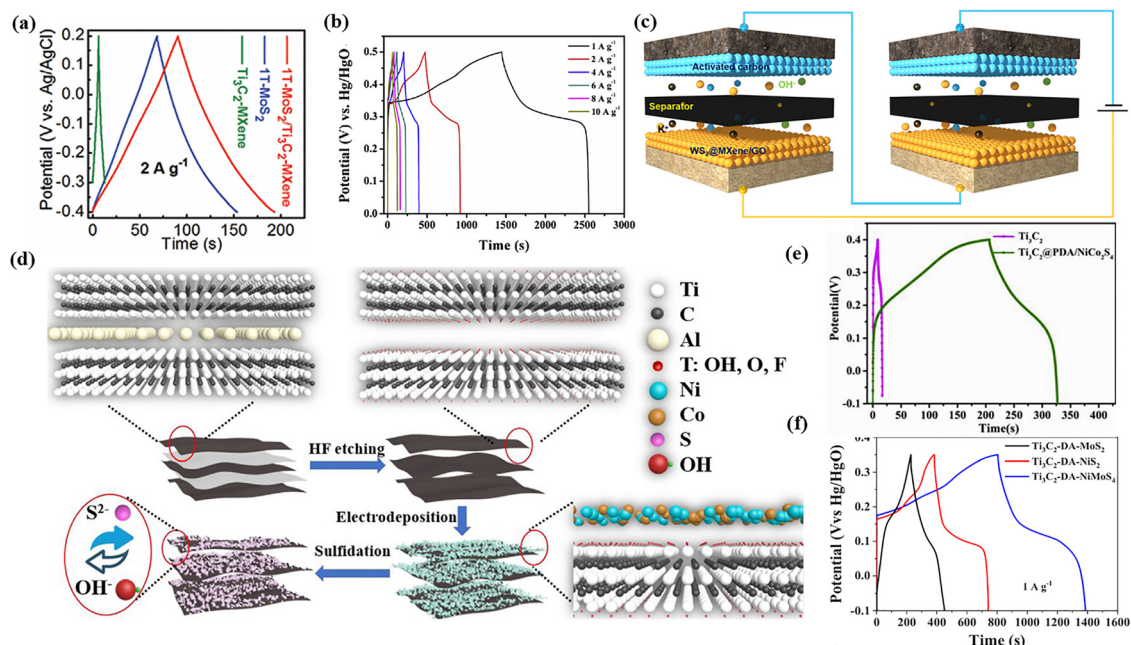 (a)
Potential (V vs. Ag/AgCl)
0.2
0.1
0.0
-0.1
-0.2
-0.3
-0.4
2 A g⁻¹
Ti₃C₂-MXene
1T-MoS₂
1T-MoS₂/Ti₃C₂-MXene
0 50 100 150 200
Time (s)
(b)
Potential (V) vs. Hg/HgO
0.6
0.5
0.4
0.3
0.2
0.1
0.0
1 A g⁻¹
2 A g⁻¹
4 A g⁻¹
6 A g⁻¹
8 A g⁻¹
10 A g⁻¹
0 500 1000 1500 2000 2500 3000
Time (s)
(c)
Activated carbon
OH⁻
Separafor
K⁺
WS₂@MXene/GO
(d)
Ti
C
Al
T: OH, O, F
Ni
Co
S
OH
HF etching
Electrodeposition
Sulfidation
S²⁻
OH⁻
(e)
Potential(V)
0.4
0.3
0.2
0.1
0.0
-0.1
Ti₃C₂
Ti₃C₂@PDA/NiCo₂S₄
0 50 100 150 200 250 300 350 400
Time(s)
(f)
Potential (Vvs Hg/HgO)
0.4
0.3
0.2
0.1
0.0
-0.1
Ti₃C₂-DA-MoS₂
Ti₃C₂-DA-NiS₂
Ti₃C₂-DA-NiMoS₄
1 A g⁻¹
0 200 400 600 800 1000 1200 1400 1600
Time (s)